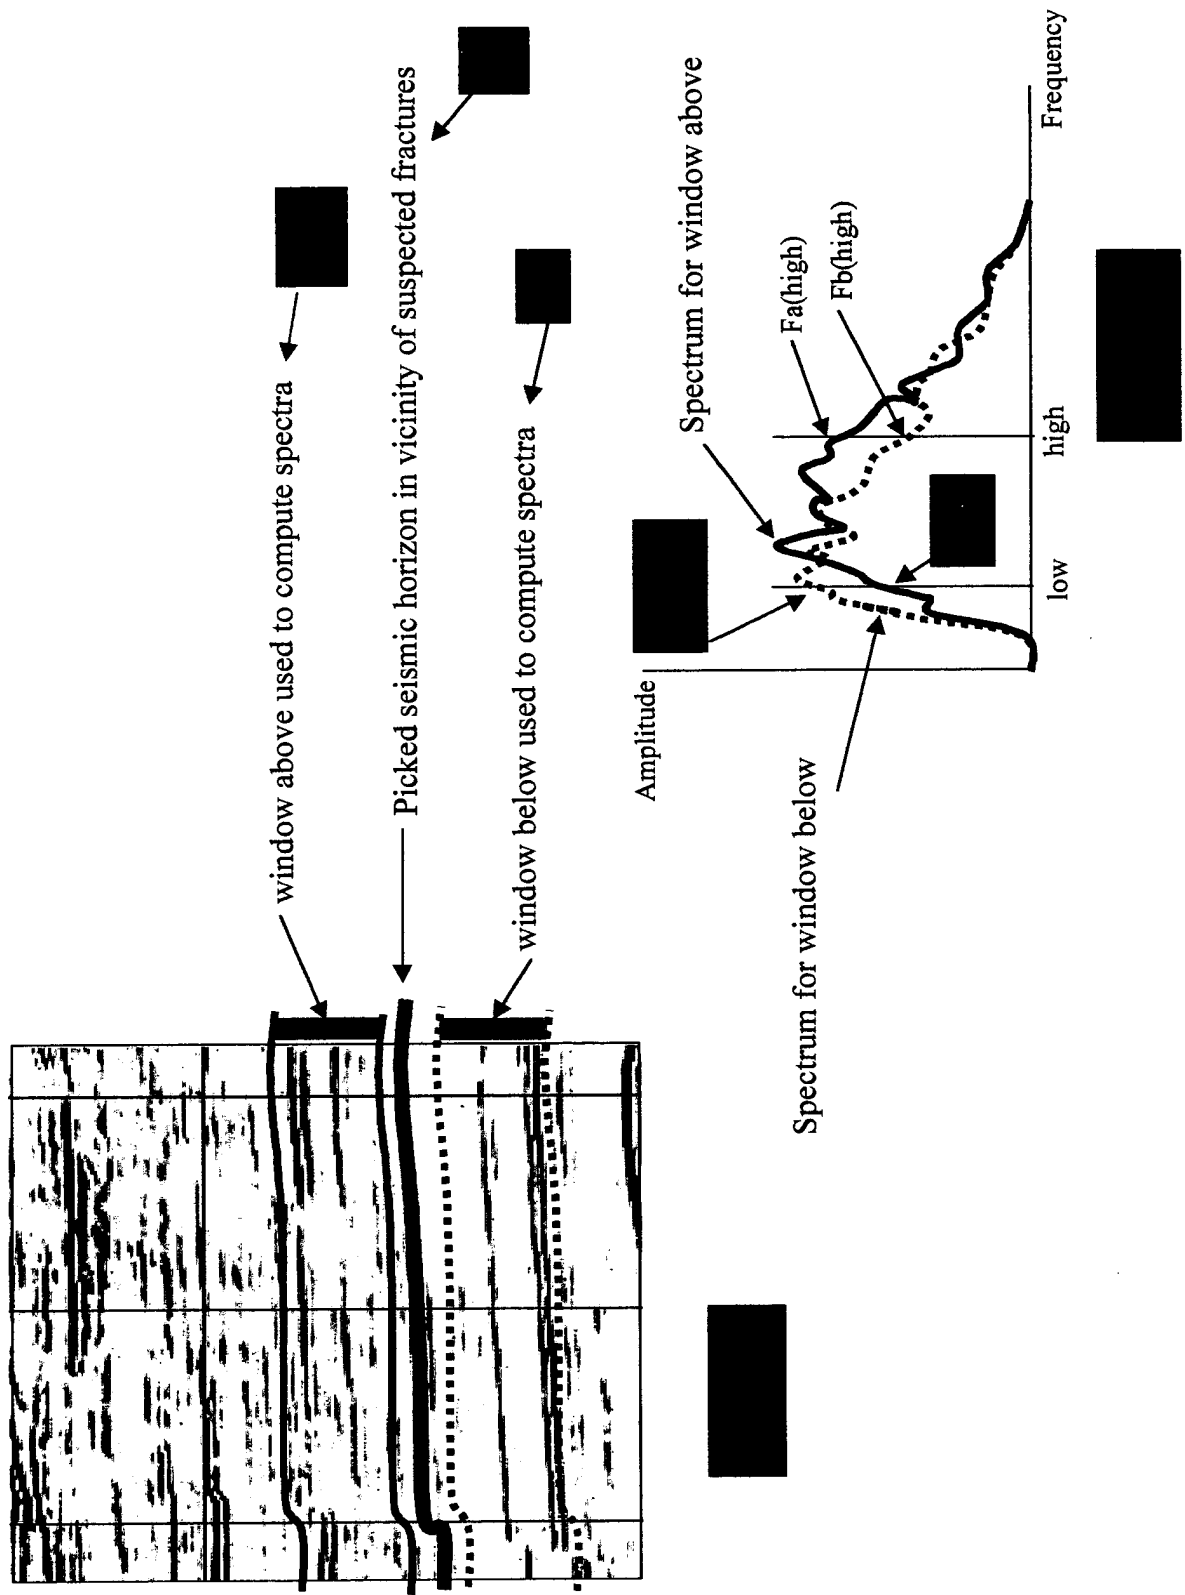 window above used to compute spectra
Picked seismic horizon in vicinity of suspected fractures
window below used to compute spectra
Amplitude
Spectrum for window above
Fa(high)
Fb(high)
Spectrum for window below
low
high
Frequency